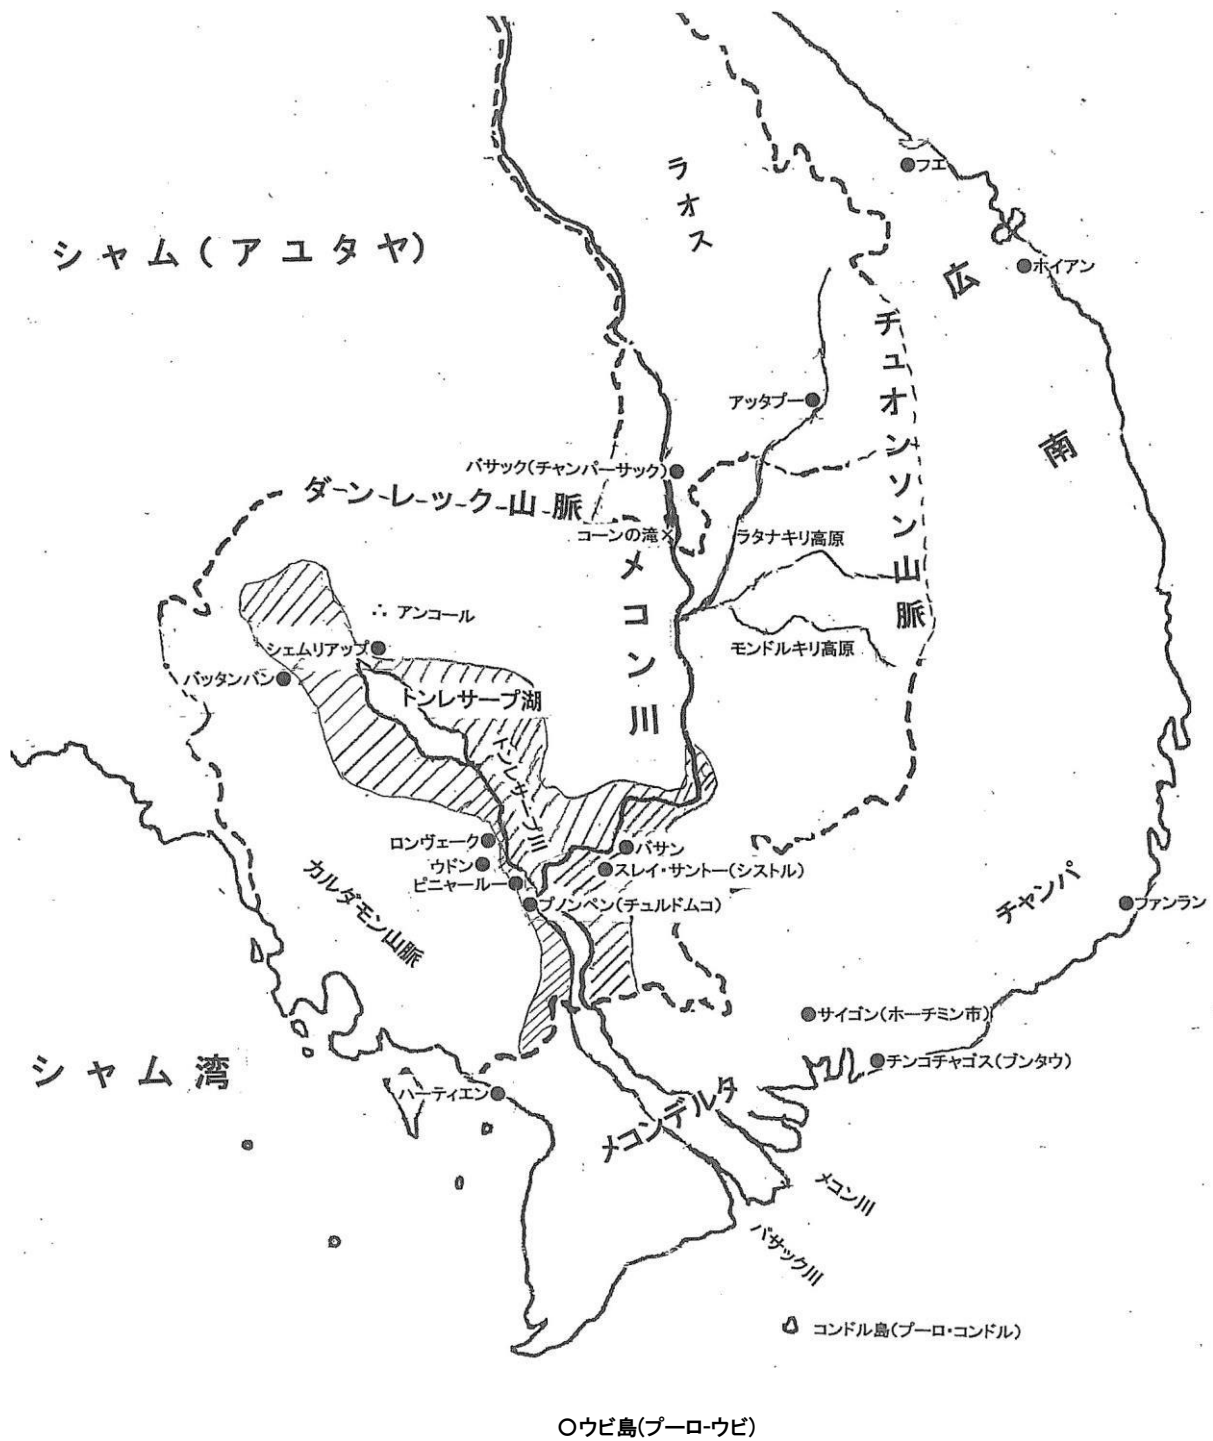 フエ
ラオス
シャム(アユタヤ)
ホイアン
広南
チュオンソン山脈
アッタプー
バサック(チャンパーサック)
ダーンレック山脈
コーンの滝×
ラタナキリ高原
メコン川
∴ アンコール
シェムリアップ
モンドルキリ高原
バッタンバン
トンレサープ湖
トンレサープ川
ロンヴェーク
バサン
ウドン
スレイ・サントー(シストル)
ピニャールー
カルダモン山脈
プノンペン(チュルドムコ)
チャンパ
ファンラン
サイゴン(ホーチミン市)
シャム湾
チンコチャゴス(ブンタウ)
ハーティエン
メコンデルタ
メコン川
バサック川
コンドル島(プーロ・コンドル)
ウビ島(プーロ-ウビ)